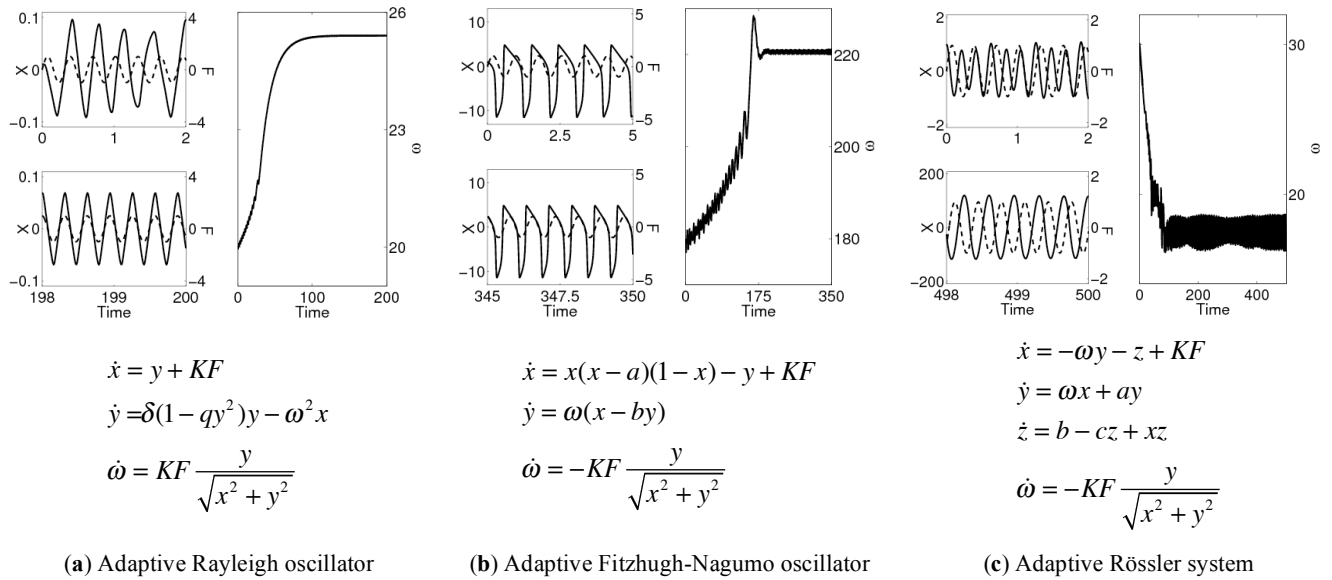 0.1
X 0
−0.1
4
0 F
−4
0 1 2
0.1
X 0
−0.1
4
0 F
−4
198 199 200
Time
26
23
ω
20
0 100 200
Time
10
X 0
−10
5
0 F
−5
0 2.5 5
10
X 0
−10
5
0 F
−5
345 347.5 350
Time
220
200
ω
180
0 175 350
Time
2
X 0
−2
2
0 F
−2
0 1 2
200
X 0
−200
2
0 F
−2
498 499 500
Time
30
ω
20
0 200 400
Time
ẋ = y + KF
ẏ =δ(1 − qy²)y − ω²x
ω̇ = KF y / √(x² + y²)
(a) Adaptive Rayleigh oscillator
ẋ = x(x − a)(1 − x) − y + KF
ẏ = ω(x − by)
ω̇ = −KF y / √(x² + y²)
(b) Adaptive Fitzhugh-Nagumo oscillator
ẋ = −ωy − z + KF
ẏ = ωx + ay
ż = b − cz + xz
ω̇ = −KF y / √(x² + y²)
(c) Adaptive Rössler system